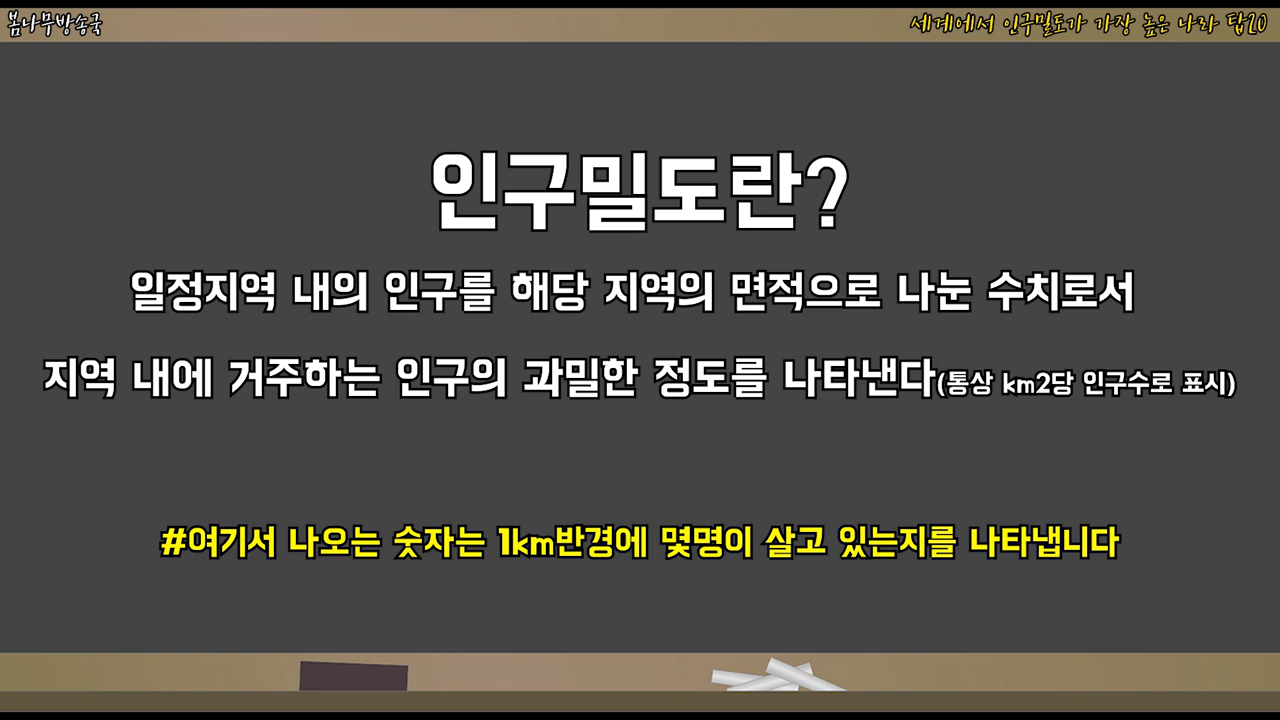 봄나무방송국
세계에서 인구밀도가 가장 높은 나라 탑20
인구밀도란?
일정지역 내의 인구를 해당 지역의 면적으로 나눈 수치로서
지역 내에 거주하는 인구의 과밀한 정도를 나타낸다(통상 km2당 인구수로 표시)
#여기서 나오는 숫자는 1km반경에 몇명이 살고 있는지를 나타냅니다